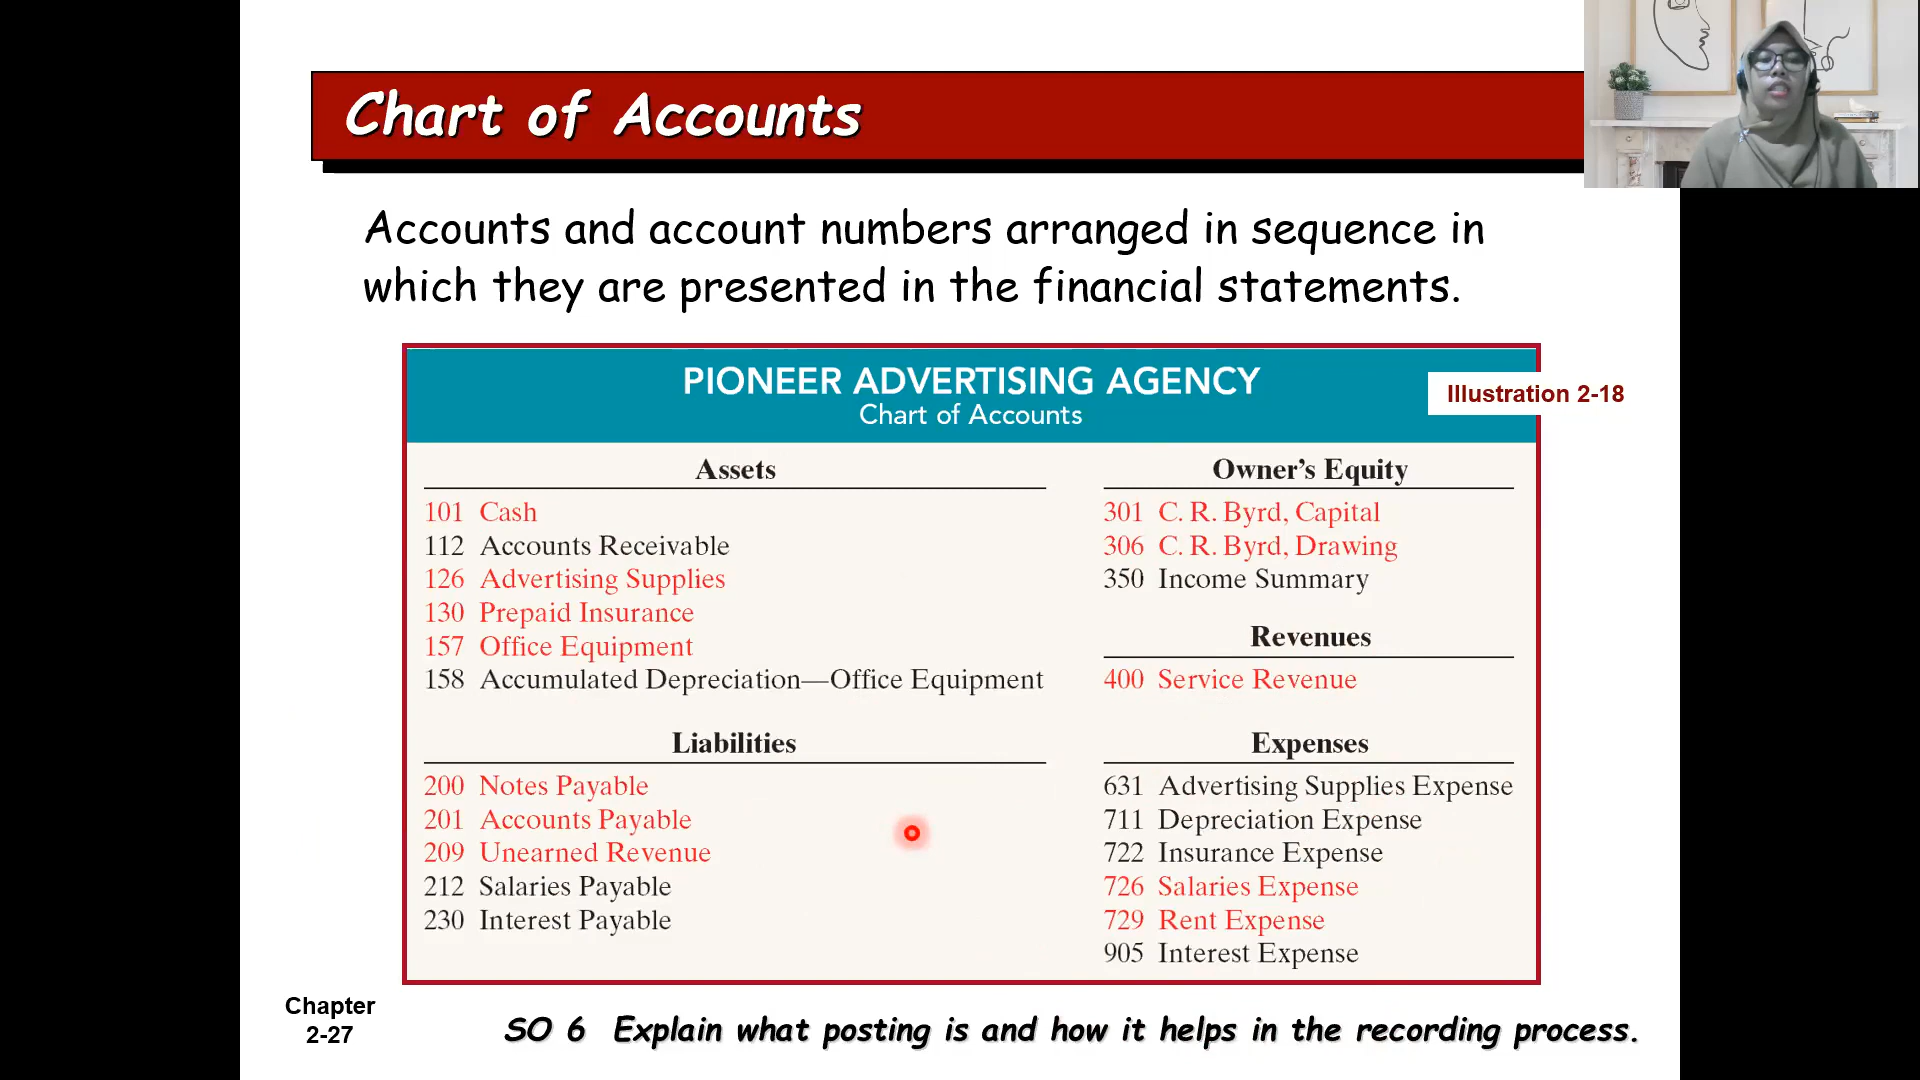 Chart of Accounts
Accounts and account numbers arranged in sequence in
which they are presented in the financial statements.
PIONEER ADVERTISING AGENCY
Chart of Accounts
Illustration 2-18
Assets
101 Cash
112 Accounts Receivable
126 Advertising Supplies
130 Prepaid Insurance
157 Office Equipment
158 Accumulated Depreciation—Office Equipment
Liabilities
200 Notes Payable
201 Accounts Payable
209 Unearned Revenue
212 Salaries Payable
230 Interest Payable
Owner's Equity
301 C. R. Byrd, Capital
306 C. R. Byrd, Drawing
350 Income Summary
Revenues
400 Service Revenue
Expenses
631 Advertising Supplies Expense
711 Depreciation Expense
722 Insurance Expense
726 Salaries Expense
729 Rent Expense
905 Interest Expense
Chapter
2-27
SO 6 Explain what posting is and how it helps in the recording process.